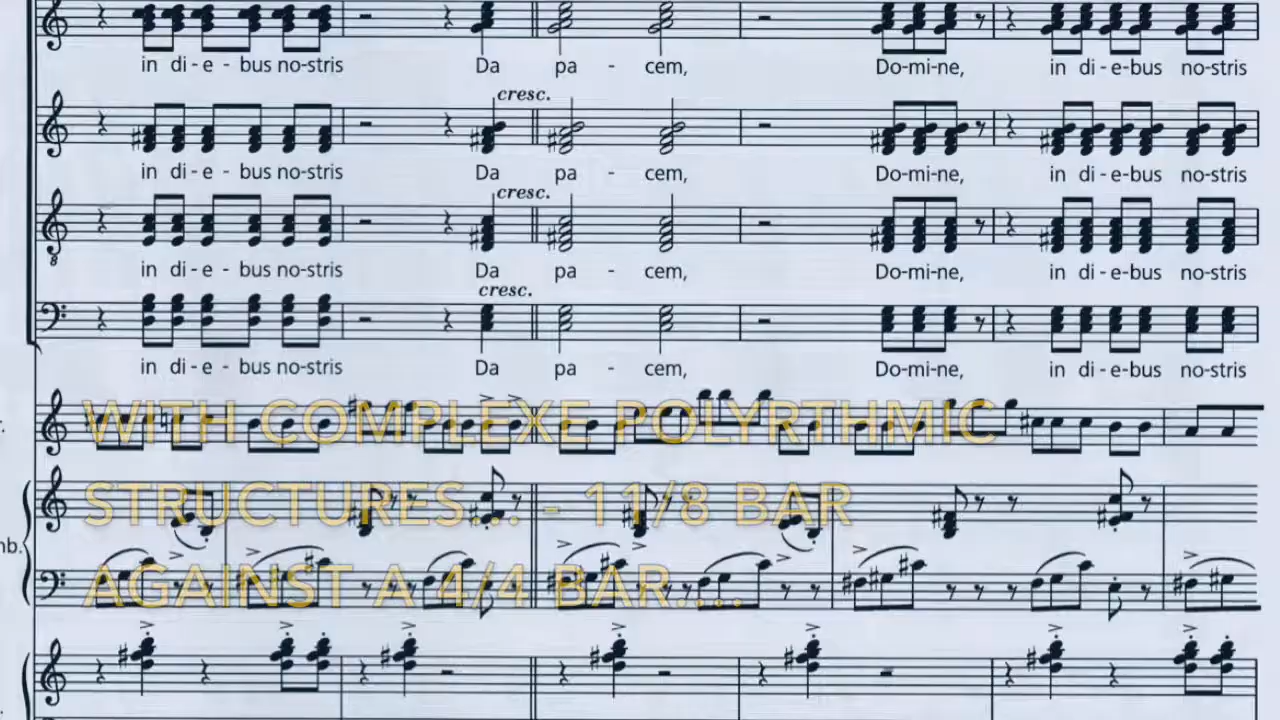 in di - e - bus no-stris Da pa - cem, Do-mi-ne, in di - e-bus no-stris
cresc.
in di - e - bus no-stris Da pa - cem, Do-mi-ne, in di - e-bus no-stris
cresc.
in di - e - bus no-stris Da pa - cem, Do-mi-ne, in di - e-bus no-stris
cresc.
in di - e - bus no-stris Da pa - cem, Do-mi-ne, in di - e-bus no-stris
WITH COMPLEXE POLYRTHMIC
STRUCTURES.... - 11/8 BAR
AGAINST A 4/4 BAR....